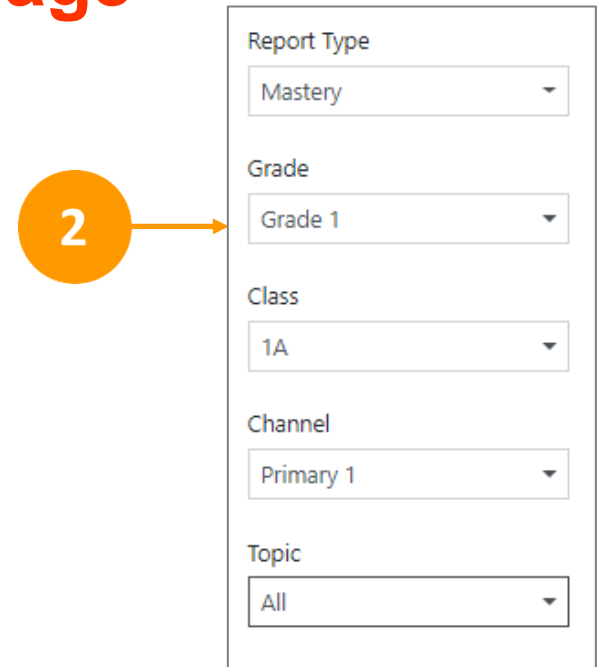 Report Type
Mastery
Grade
2
Grade 1
Class
1A
Channel
Primary 1
Topic
All